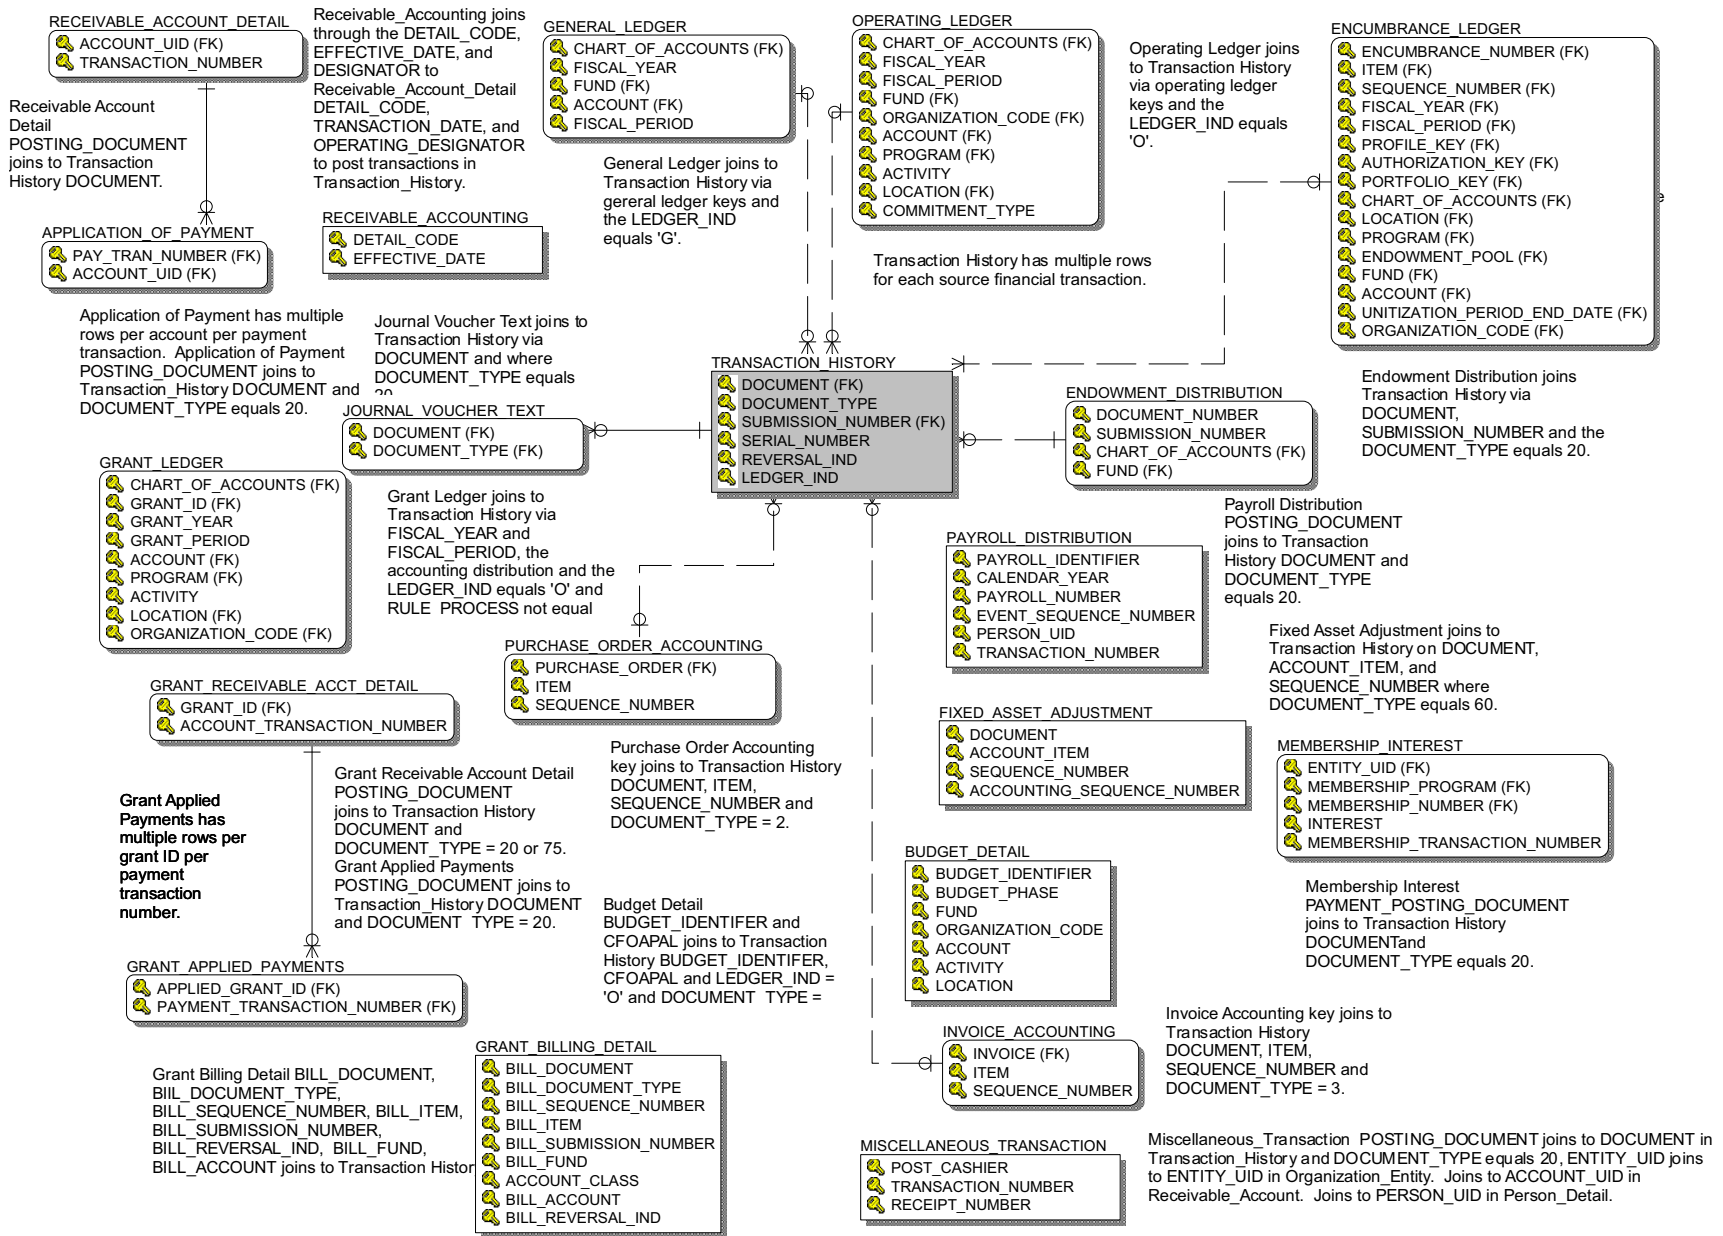 RECEIVABLE_ACCOUNT_DETAIL
ACCOUNT_UID (FK)
TRANSACTION_NUMBER
Receivable Account
Detail
POSTING_DOCUMENT
joins to Transaction
History DOCUMENT.
APPLICATION_OF_PAYMENT
PAY_TRAN_NUMBER (FK)
ACCOUNT_UID (FK)
Receivable_Accounting joins
through the DETAIL_CODE,
EFFECTIVE_DATE, and
DESIGNATOR to
Receivable_Account_Detail
DETAIL_CODE,
TRANSACTION_DATE, and
OPERATING_DESIGNATOR
to post transactions in
Transaction_History.
RECEIVABLE_ACCOUNTING
DETAIL_CODE
EFFECTIVE_DATE
GENERAL_LEDGER
CHART_OF_ACCOUNTS (FK)
FISCAL_YEAR
FUND (FK)
ACCOUNT (FK)
FISCAL_PERIOD
General Ledger joins to
Transaction History via
gereral ledger keys and
the LEDGER_IND
equals 'G'.
OPERATING_LEDGER
CHART_OF_ACCOUNTS (FK)
FISCAL_YEAR
FISCAL_PERIOD
FUND (FK)
ORGANIZATION_CODE (FK)
ACCOUNT (FK)
PROGRAM (FK)
ACTIVITY
LOCATION (FK)
COMMITMENT_TYPE
Transaction History has multiple rows
for each source financial transaction.
Operating Ledger joins
to Transaction History
via operating ledger
keys and the
LEDGER_IND equals
'O'.
ENCUMBRANCE_LEDGER
ENCUMBRANCE_NUMBER (FK)
ITEM (FK)
SEQUENCE_NUMBER (FK)
FISCAL_YEAR (FK)
FISCAL_PERIOD (FK)
PROFILE_KEY (FK)
AUTHORIZATION_KEY (FK)
PORTFOLIO_KEY (FK)
CHART_OF_ACCOUNTS (FK)
LOCATION (FK)
PROGRAM (FK)
ENDOWMENT_POOL (FK)
FUND (FK)
ACCOUNT (FK)
UNITIZATION_PERIOD_END_DATE (FK)
ORGANIZATION_CODE (FK)
Application of Payment has multiple
rows per account per payment
transaction.  Application of Payment
POSTING_DOCUMENT joins to
Transaction_History DOCUMENT and
DOCUMENT_TYPE equals 20.
Journal Voucher Text joins to
Transaction History via
DOCUMENT and where
DOCUMENT_TYPE equals
JOURNAL_VOUCHER_TEXT
DOCUMENT (FK)
DOCUMENT_TYPE (FK)
TRANSACTION_HISTORY
DOCUMENT (FK)
DOCUMENT_TYPE
SUBMISSION_NUMBER (FK)
SERIAL_NUMBER
REVERSAL_IND
LEDGER_IND
ENDOWMENT_DISTRIBUTION
DOCUMENT_NUMBER
SUBMISSION_NUMBER
CHART_OF_ACCOUNTS (FK)
FUND (FK)
Endowment Distribution joins
Transaction History via
DOCUMENT,
SUBMISSION_NUMBER and the
DOCUMENT_TYPE equals 20.
GRANT_LEDGER
CHART_OF_ACCOUNTS (FK)
GRANT_ID (FK)
GRANT_YEAR
GRANT_PERIOD
ACCOUNT (FK)
PROGRAM (FK)
ACTIVITY
LOCATION (FK)
ORGANIZATION_CODE (FK)
Grant Ledger joins to
Transaction History via
FISCAL_YEAR and
FISCAL_PERIOD, the
accounting distribution and the
LEDGER_IND equals 'O' and
RULE_PROCESS not equal
PURCHASE_ORDER_ACCOUNTING
PURCHASE_ORDER (FK)
ITEM
SEQUENCE_NUMBER
Purchase Order Accounting
key joins to Transaction History
DOCUMENT, ITEM,
SEQUENCE_NUMBER and
DOCUMENT_TYPE = 2.
PAYROLL_DISTRIBUTION
PAYROLL_IDENTIFIER
CALENDAR_YEAR
PAYROLL_NUMBER
EVENT_SEQUENCE_NUMBER
PERSON_UID
TRANSACTION_NUMBER
Payroll Distribution
POSTING_DOCUMENT
joins to Transaction
History DOCUMENT and
DOCUMENT_TYPE
equals 20.
Fixed Asset Adjustment joins to
Transaction History on DOCUMENT,
ACCOUNT_ITEM, and
SEQUENCE_NUMBER where
DOCUMENT_TYPE equals 60.
FIXED_ASSET_ADJUSTMENT
DOCUMENT
ACCOUNT_ITEM
SEQUENCE_NUMBER
ACCOUNTING_SEQUENCE_NUMBER
MEMBERSHIP_INTEREST
ENTITY_UID (FK)
MEMBERSHIP_PROGRAM (FK)
MEMBERSHIP_NUMBER (FK)
INTEREST
MEMBERSHIP_TRANSACTION_NUMBER
Membership Interest
PAYMENT_POSTING_DOCUMENT
joins to Transaction History
DOCUMENTand
DOCUMENT_TYPE equals 20.
GRANT_RECEIVABLE_ACCT_DETAIL
GRANT_ID (FK)
ACCOUNT_TRANSACTION_NUMBER
Grant Applied
Payments has
multiple rows per
grant ID per
payment
transaction
number.
Grant Receivable Account Detail
POSTING_DOCUMENT
joins to Transaction History
DOCUMENT and
DOCUMENT_TYPE = 20 or 75.
Grant Applied Payments
POSTING_DOCUMENT joins to
Transaction_History DOCUMENT
and DOCUMENT_TYPE = 20.
GRANT_APPLIED_PAYMENTS
APPLIED_GRANT_ID (FK)
PAYMENT_TRANSACTION_NUMBER (FK)
Budget Detail
BUDGET_IDENTIFER and
CFOAPAL joins to Transaction
History BUDGET_IDENTIFER,
CFOAPAL and LEDGER_IND =
'O' and DOCUMENT_TYPE =
BUDGET_DETAIL
BUDGET_IDENTIFIER
BUDGET_PHASE
FUND
ORGANIZATION_CODE
ACCOUNT
ACTIVITY
LOCATION
INVOICE_ACCOUNTING
INVOICE (FK)
ITEM
SEQUENCE_NUMBER
Invoice Accounting key joins to
Transaction History
DOCUMENT, ITEM,
SEQUENCE_NUMBER and
DOCUMENT_TYPE = 3.
Grant Billing Detail BILL_DOCUMENT,
BIIL_DOCUMENT_TYPE,
BILL_SEQUENCE_NUMBER, BILL_ITEM,
BILL_SUBMISSION_NUMBER,
BILL_REVERSAL_IND,  BILL_FUND,
BILL_ACCOUNT joins to Transaction Histor
GRANT_BILLING_DETAIL
BILL_DOCUMENT
BILL_DOCUMENT_TYPE
BILL_SEQUENCE_NUMBER
BILL_ITEM
BILL_SUBMISSION_NUMBER
BILL_FUND
ACCOUNT_CLASS
BILL_ACCOUNT
BILL_REVERSAL_IND
MISCELLANEOUS_TRANSACTION
POST_CASHIER
TRANSACTION_NUMBER
RECEIPT_NUMBER
Miscellaneous_Transaction  POSTING_DOCUMENT joins to DOCUMENT in
Transaction_History and DOCUMENT_TYPE equals 20, ENTITY_UID joins
to ENTITY_UID in Organization_Entity.  Joins to ACCOUNT_UID in
Receivable_Account.  Joins to PERSON_UID in Person_Detail.